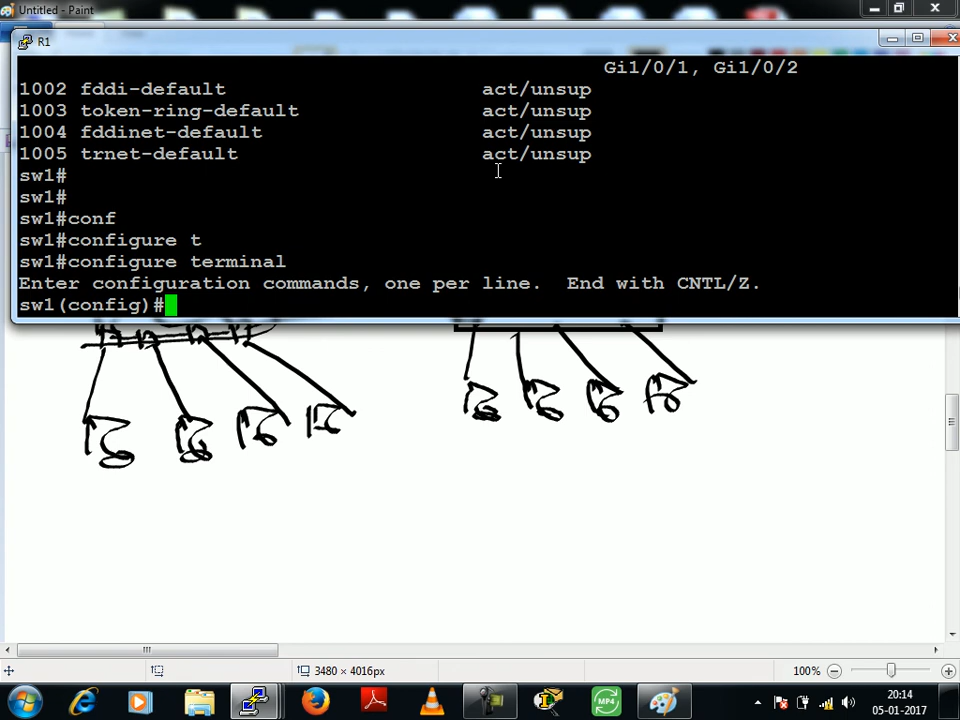 Untitled - Paint
R1
Gi1/0/1, Gi1/0/2
1002 fddi-default act/unsup
1003 token-ring-default act/unsup
1004 fddinet-default act/unsup
1005 trnet-default act/unsup
sw1#
sw1#
sw1#conf
sw1#configure t
sw1#configure terminal
Enter configuration commands, one per line.  End with CNTL/Z.
sw1(config)#
3480 × 4016px
100%
MP4
20:14
05-01-2017